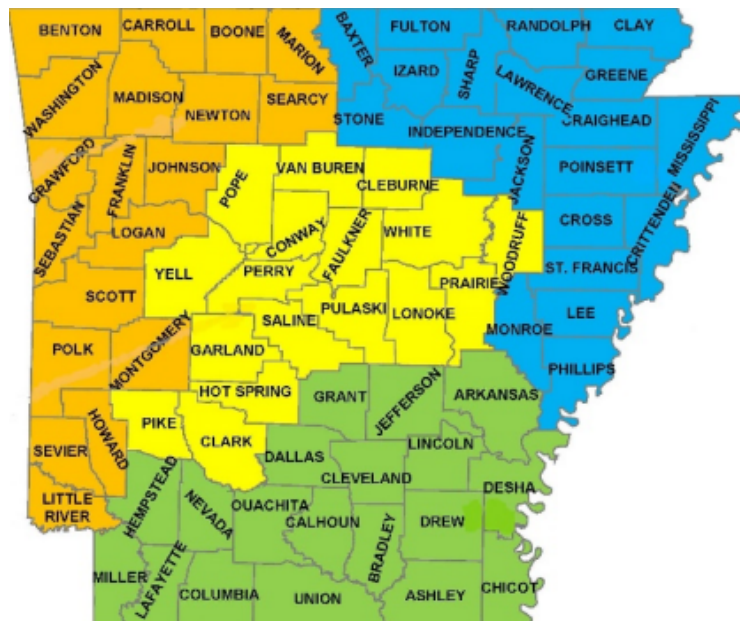 BENTON
CARROLL
BOONE
MARION
BAXTER
FULTON
RANDOLPH
CLAY
WASHINGTON
MADISON
NEWTON
SEARCY
STONE
IZARD
SHARP
LAWRENCE
GREENE
CRAWFORD
FRANKLIN
JOHNSON
POPE
VAN BUREN
CLEBURNE
INDEPENDENCE
JACKSON
CRAIGHEAD
MISSISSIPPI
POINSETT
SEBASTIAN
LOGAN
YELL
CONWAY
FAULKNER
WHITE
WOODRUFF
CROSS
CRITTENDEN
SCOTT
PERRY
PRAIRIE
ST. FRANCIS
POLK
MONTGOMERY
GARLAND
SALINE
PULASKI
LONOKE
MONROE
LEE
PHILLIPS
HOT SPRING
GRANT
JEFFERSON
ARKANSAS
SEVIER
HOWARD
PIKE
CLARK
DALLAS
CLEVELAND
LINCOLN
DESHA
LITTLE
RIVER
HEMPSTEAD
NEVADA
OUACHITA
CALHOUN
BRADLEY
DREW
MILLER
LAFAYETTE
COLUMBIA
UNION
ASHLEY
CHICOT